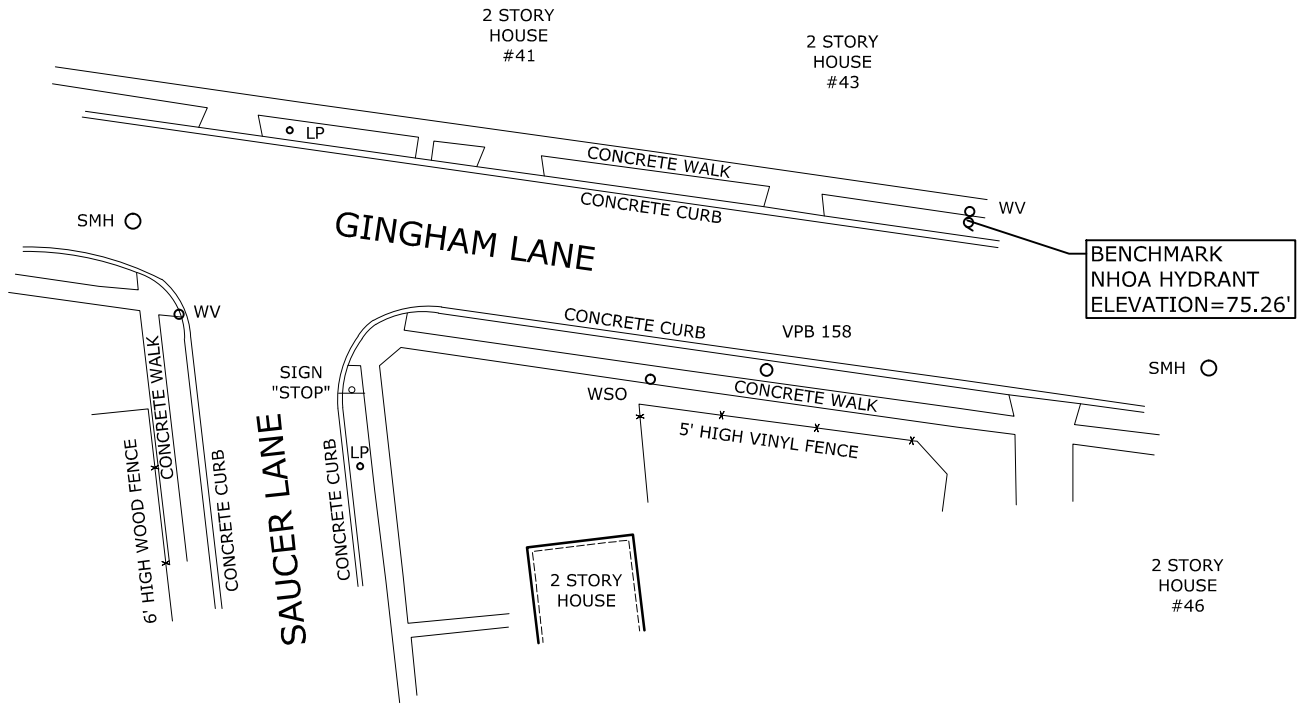 2 STORY
HOUSE
#41
2 STORY
HOUSE
#43
LP
CONCRETE WALK
CONCRETE CURB
WV
SMH
GINGHAM LANE
BENCHMARK
NHOA HYDRANT
ELEVATION=75.26'
WV
CONCRETE CURB
VPB 158
SMH
SIGN
"STOP"
WSO
CONCRETE WALK
5' HIGH VINYL FENCE
CONCRETE WALK
6' HIGH WOOD FENCE
CONCRETE CURB
SAUCER LANE
CONCRETE CURB
LP
2 STORY
HOUSE
2 STORY
HOUSE
#46